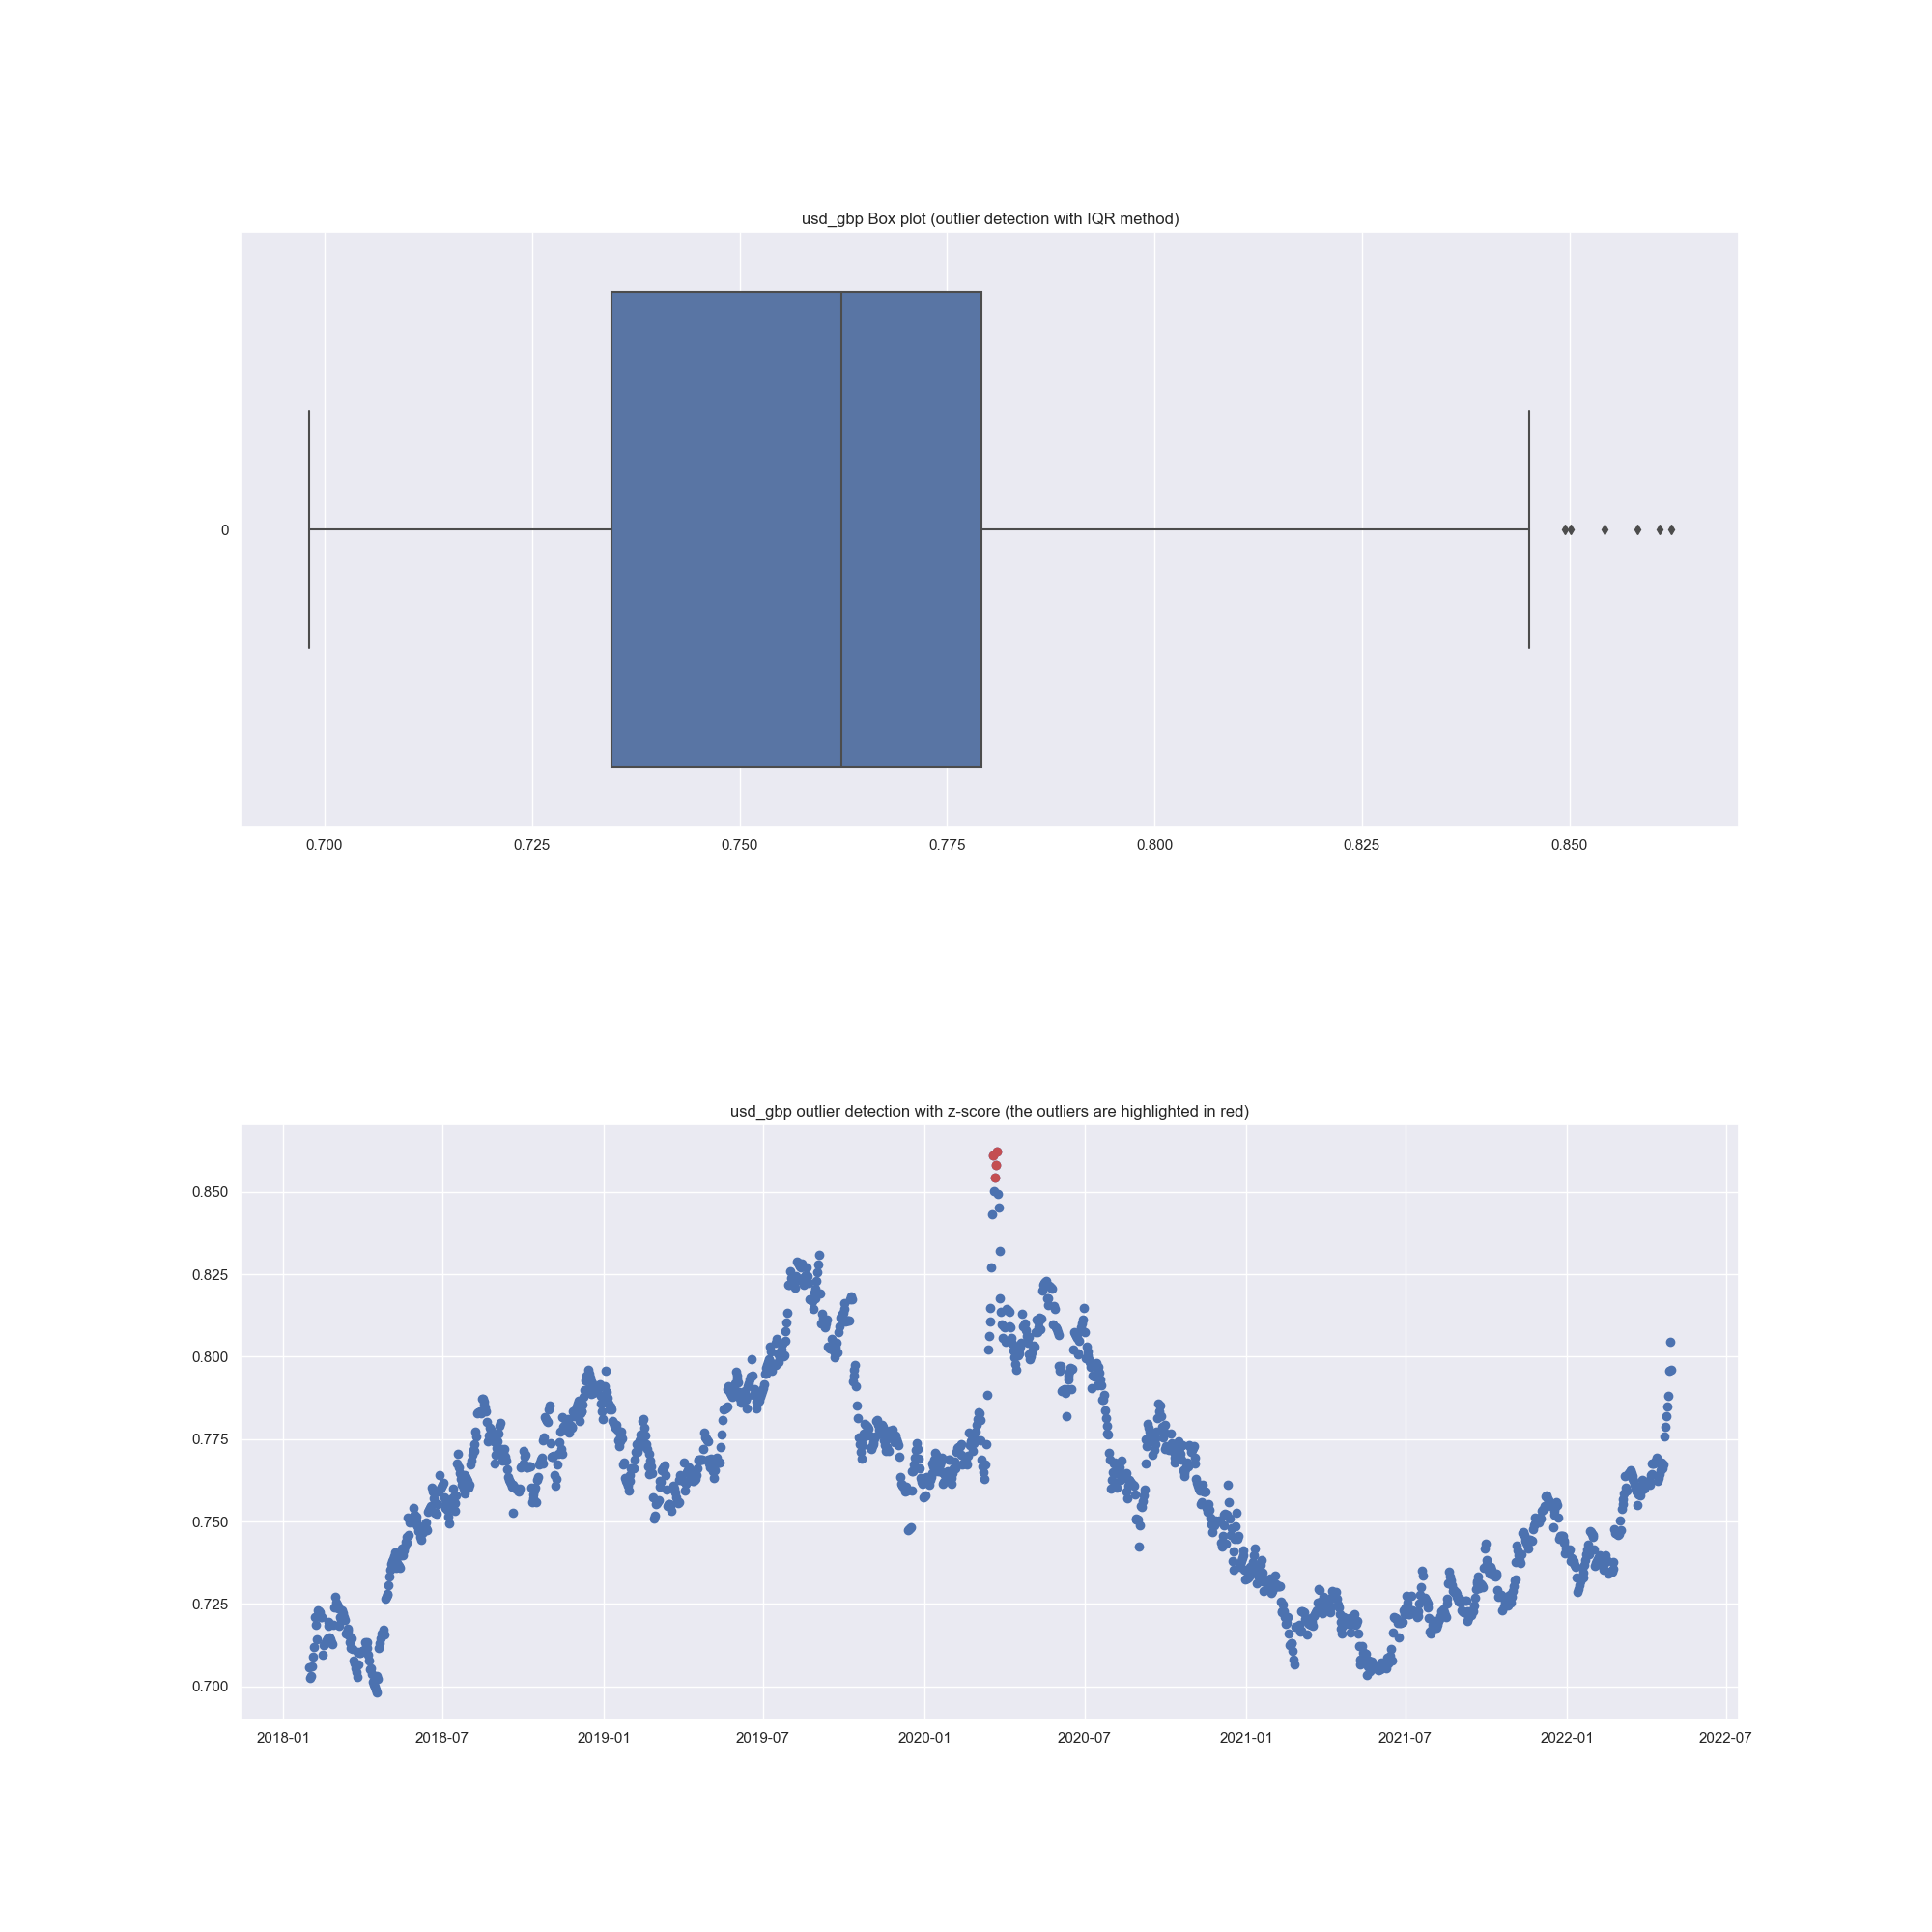 usd_gbp Box plot (outlier detection with IQR method)
0
0.700 0.725 0.750 0.775 0.800 0.825 0.850
usd_gbp outlier detection with z-score (the outliers are highlighted in red)
0.850
0.825
0.800
0.775
0.750
0.725
0.700
2018-01 2018-07 2019-01 2019-07 2020-01 2020-07 2021-01 2021-07 2022-01 2022-07